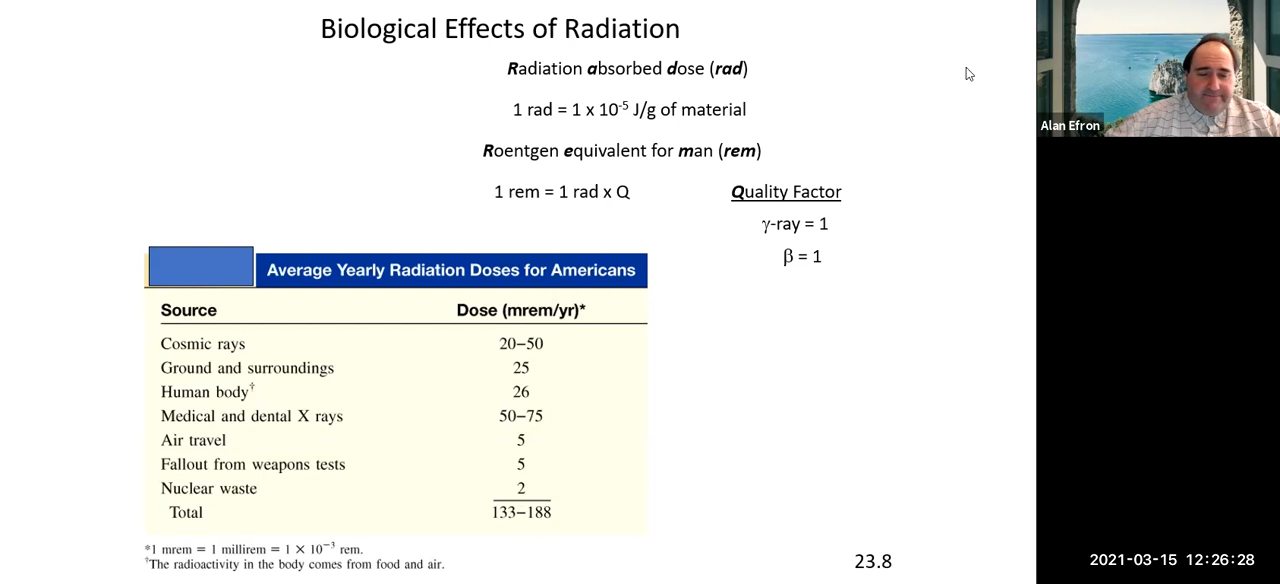 Biological Effects of Radiation
Radiation absorbed dose (rad)
1 rad = 1 x 10⁻⁵ J/g of material
Roentgen equivalent for man (rem)
1 rem = 1 rad x Q
Quality Factor
γ-ray = 1
β = 1
Average Yearly Radiation Doses for Americans
Source Dose (mrem/yr)*
Cosmic rays 20–50
Ground and surroundings 25
Human body† 26
Medical and dental X rays 50–75
Air travel 5
Fallout from weapons tests 5
Nuclear waste 2
Total 133–188
*1 mrem = 1 millirem = 1 × 10⁻³ rem.
†The radioactivity in the body comes from food and air.
23.8
Alan Efron
2021-03-15 12:26:28